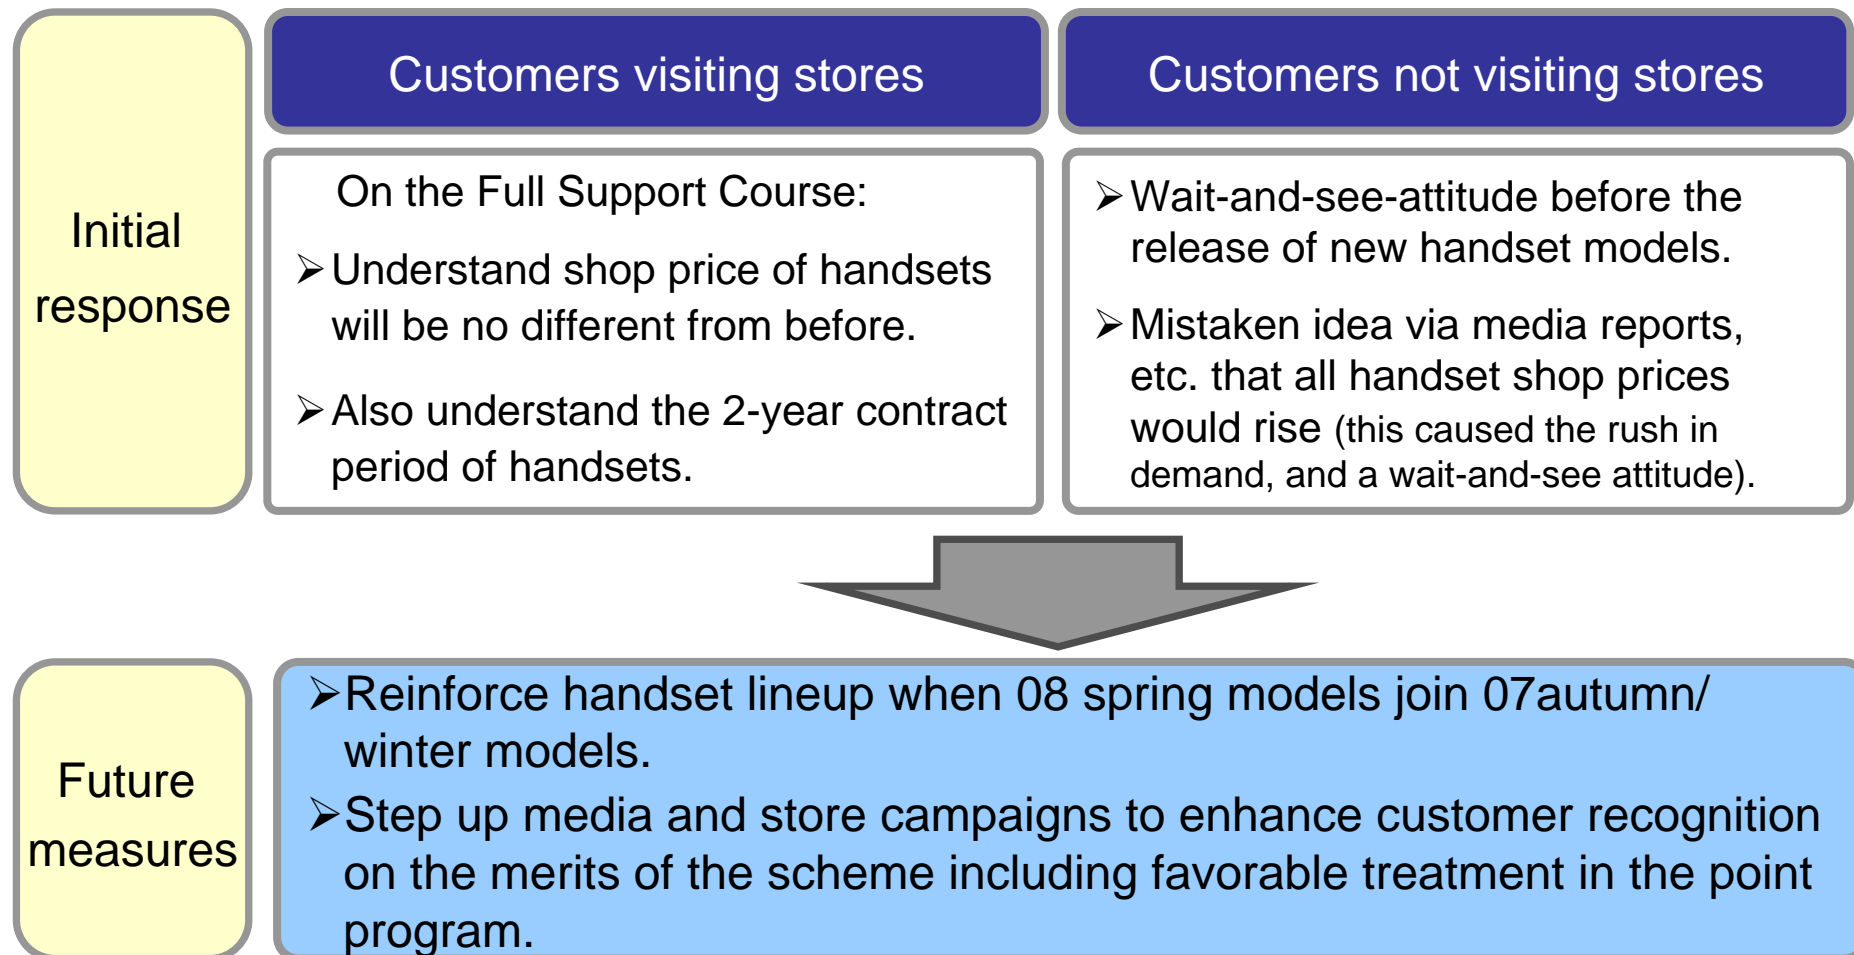 Initial
response
Customers visiting stores
On the Full Support Course:
➢Understand shop price of handsets
will be no different from before.
➢Also understand the 2-year contract
period of handsets.
Customers not visiting stores
➢Wait-and-see-attitude before the
release of new handset models.
➢Mistaken idea via media reports,
etc. that all handset shop prices
would rise (this caused the rush in
demand, and a wait-and-see attitude).
Future
measures
➢Reinforce handset lineup when 08 spring models join 07autumn/
winter models.
➢Step up media and store campaigns to enhance customer recognition
on the merits of the scheme including favorable treatment in the point
program.